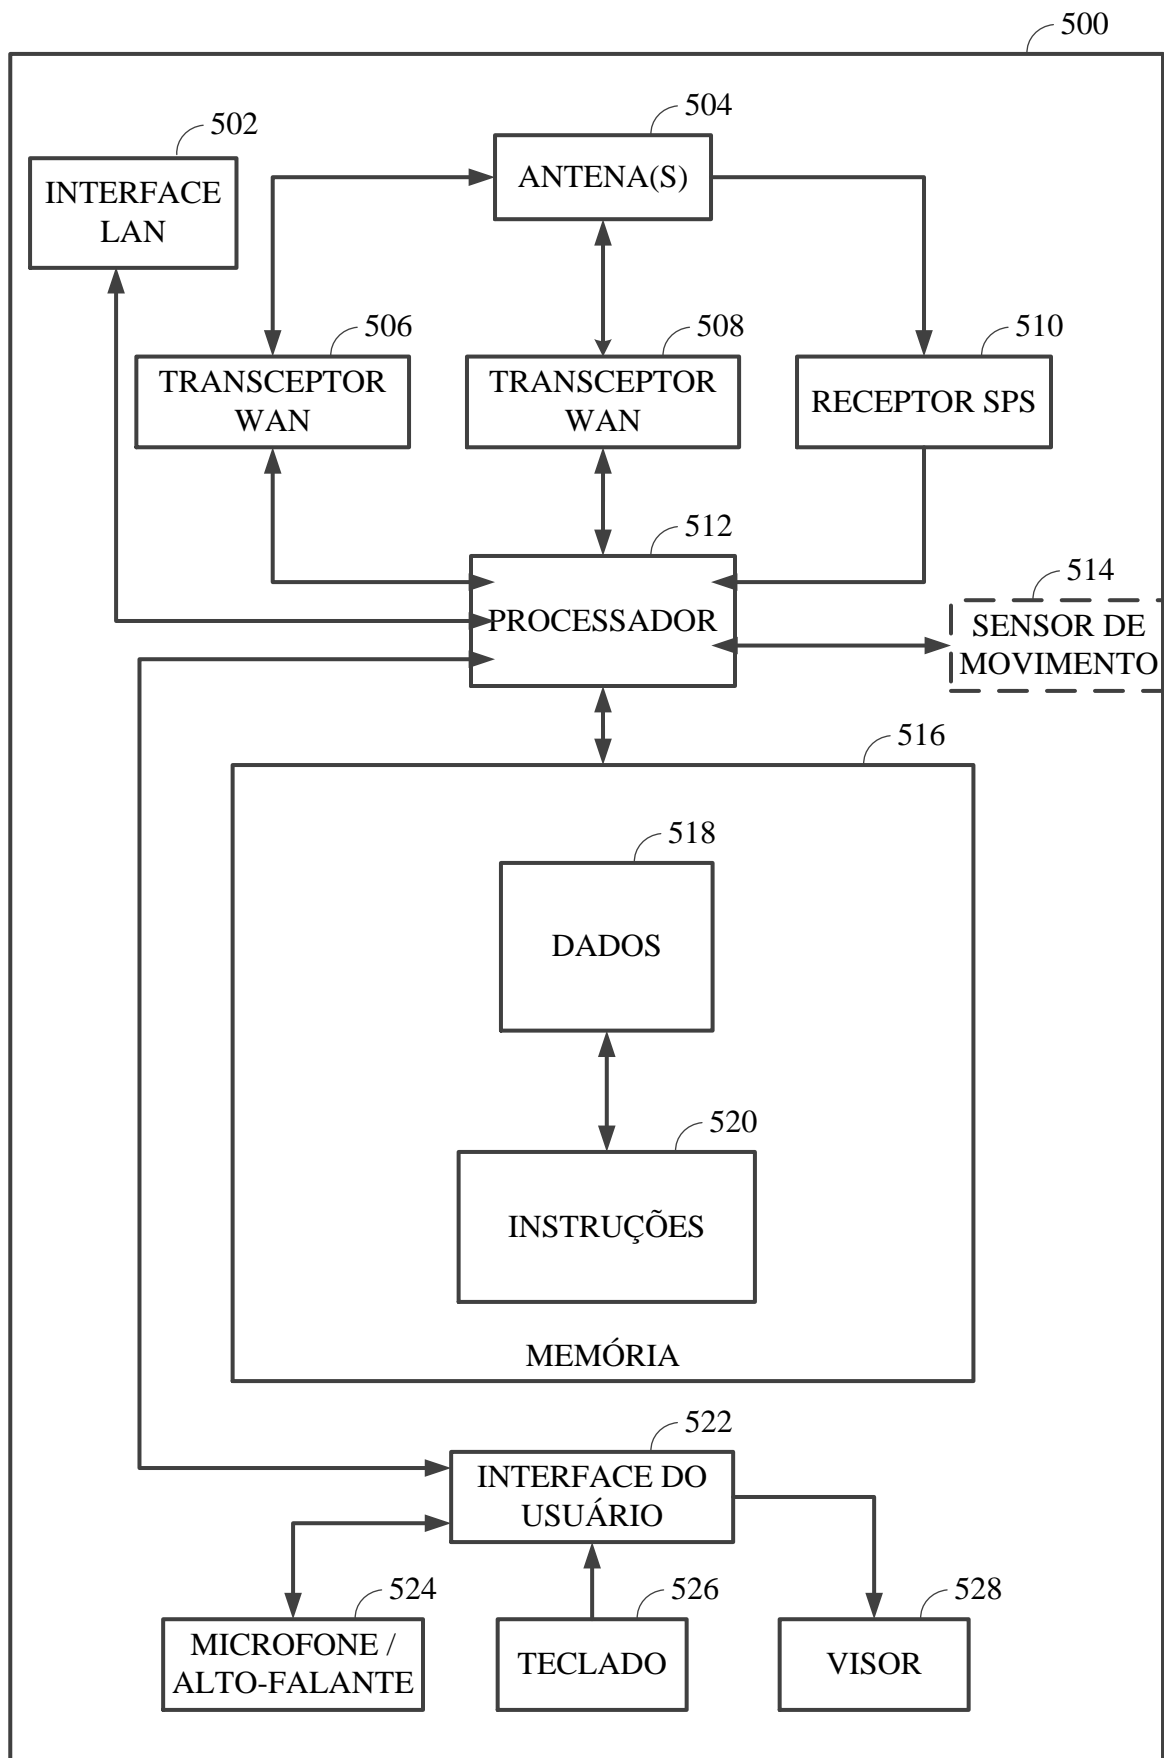 500
502
504
INTERFACE
LAN
ANTENA(S)
506
508
510
TRANSCEPTOR
WAN
TRANSCEPTOR
WAN
RECEPTOR SPS
512
514
PROCESSADOR
SENSOR DE
MOVIMENTO
516
518
DADOS
520
INSTRUÇÕES
MEMÓRIA
522
INTERFACE DO
USUÁRIO
524
526
528
MICROFONE /
ALTO-FALANTE
TECLADO
VISOR